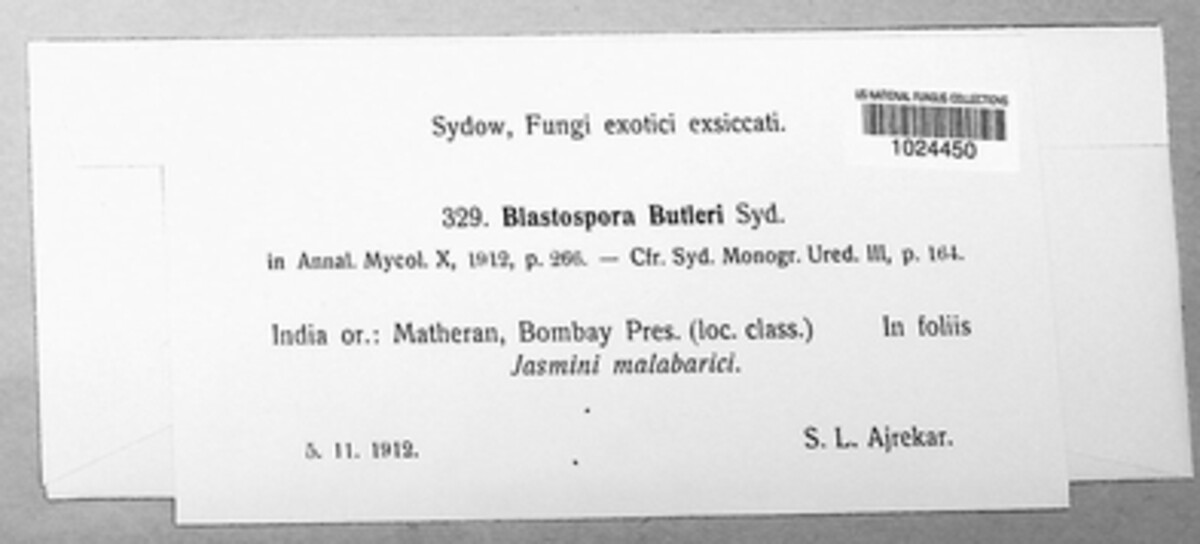 US NATIONAL FUNGUS COLLECTIONS
1024450
Sydow, Fungi exotici exsiccati.
329. Blastospora Butleri Syd.
in Annal. Mycol. X, 1912, p. 266. — Cfr. Syd. Monogr. Ured. III, p. 164.
India or.: Matheran, Bombay Pres. (loc. class.) In foliis
Jasmini malabarici.
5. 11. 1912. S. L. Ajrekar.